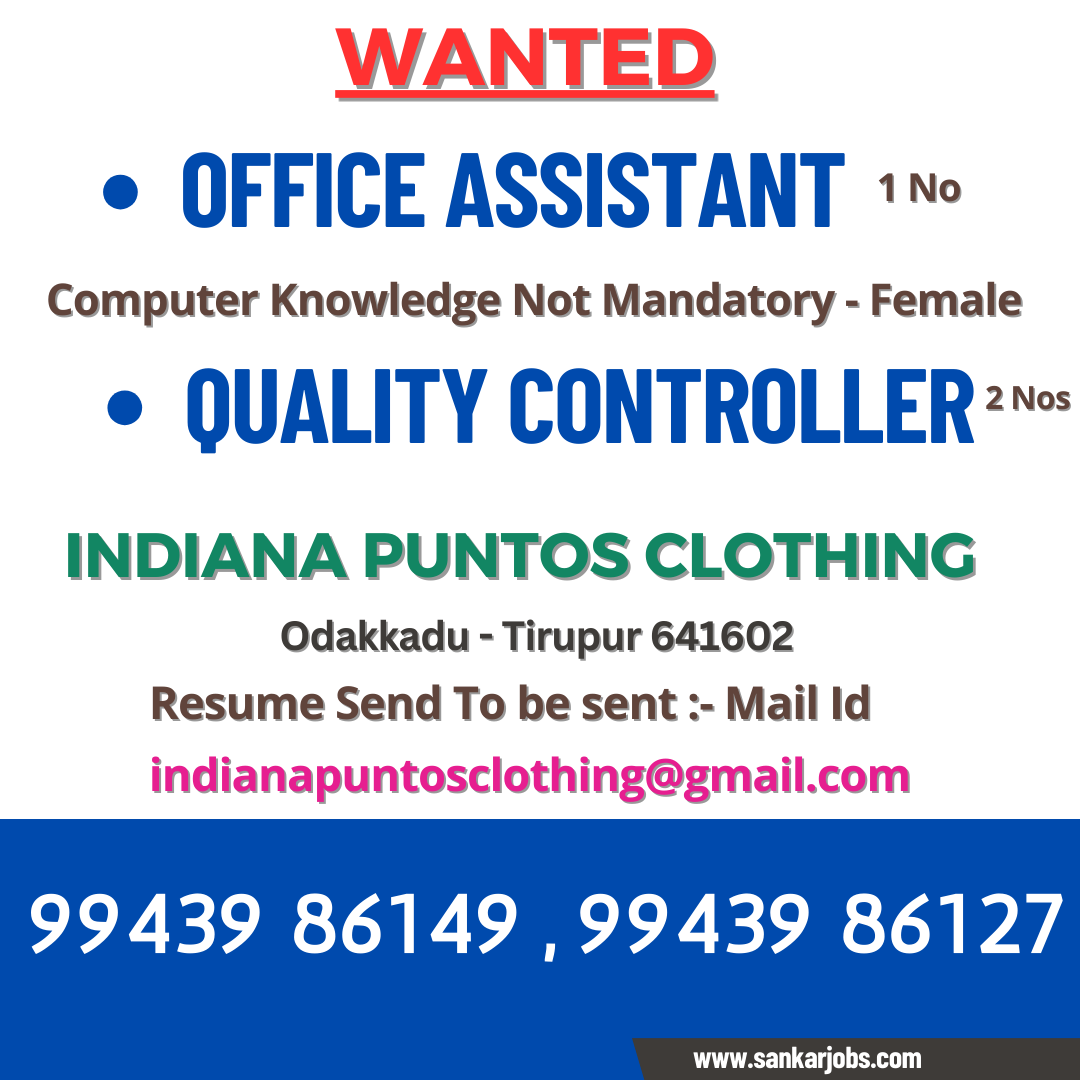 WANTED
• OFFICE ASSISTANT 1 No
Computer Knowledge Not Mandatory - Female
• QUALITY CONTROLLER 2 Nos
INDIANA PUNTOS CLOTHING
Odakkadu - Tirupur 641602
Resume Send To be sent :- Mail Id
indianapuntosclothing@gmail.com
99439 86149 , 99439 86127
www.sankarjobs.com